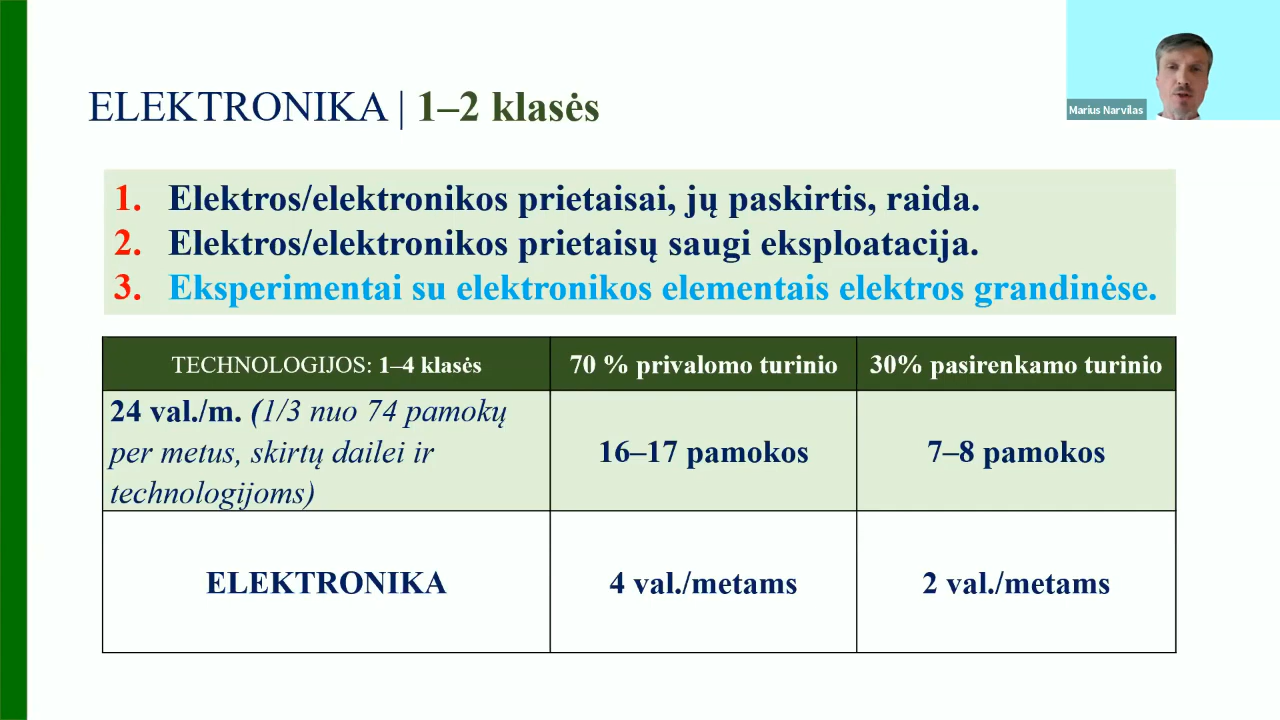 ELEKTRONIKA | 1–2 klasės
Marius Narvilas
1. Elektros/elektronikos prietaisai, jų paskirtis, raida.
2. Elektros/elektronikos prietaisų saugi eksploatacija.
3. Eksperimentai su elektronikos elementais elektros grandinėse.
TECHNOLOGIJOS: 1–4 klasės
70 % privalomo turinio
30% pasirenkamo turinio
24 val./m. (1/3 nuo 74 pamokų
per metus, skirtų dailei ir
technologijoms)
16–17 pamokos
7–8 pamokos
ELEKTRONIKA
4 val./metams
2 val./metams